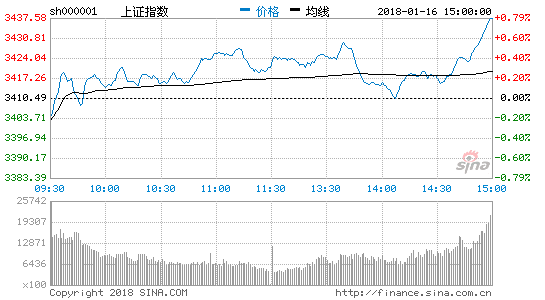 sh000001 上证指数 价格 均线 2018-01-16 15:00:00
3437.58 0.79%
3430.81 0.60%
3424.03 0.40%
3417.26 0.20%
3410.49 0.00%
3403.71 0.20%
3396.94 0.40%
3390.17 0.60%
3383.39 0.79%
sina
09:30 10:00 10:30 11:00 11:30 13:30 14:00 14:30 15:00
25742
19307
12871
6436
x100
Copyright 2018 SINA.COM http://finance.sina.com.cn/